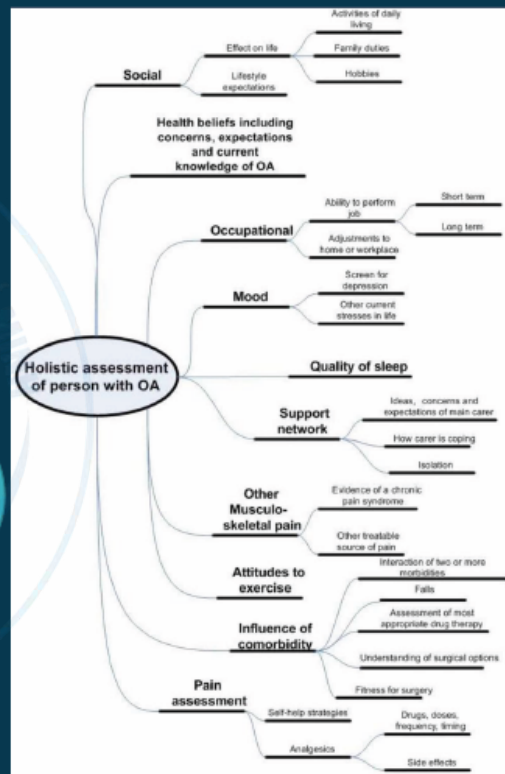 Social
Effect on life
Activities of daily
living
Family duties
Hobbies
Lifestyle
expectations
Health beliefs including
concerns, expectations
and current
knowledge of OA
Occupational
Ability to perform
job
Short term
Long term
Adjustments to
home or workplace
Mood
Screen for
depression
Other current
stresses in life
Holistic assessment
of person with OA
Quality of sleep
Support
network
Ideas, concerns and
expectations of main carer
How carer is coping
Isolation
Other
Musculo-
skeletal pain
Evidence of a chronic
pain syndrome
Other treatable
source of pain
Attitudes to
exercise
Influence of
comorbidity
Interaction of two or more
morbidities
Falls
Assessment of most
appropriate drug therapy
Understanding of surgical options
Fitness for surgery
Pain
assessment
Self-help strategies
Analgesics
Drugs, doses,
frequency, timing
Side effects